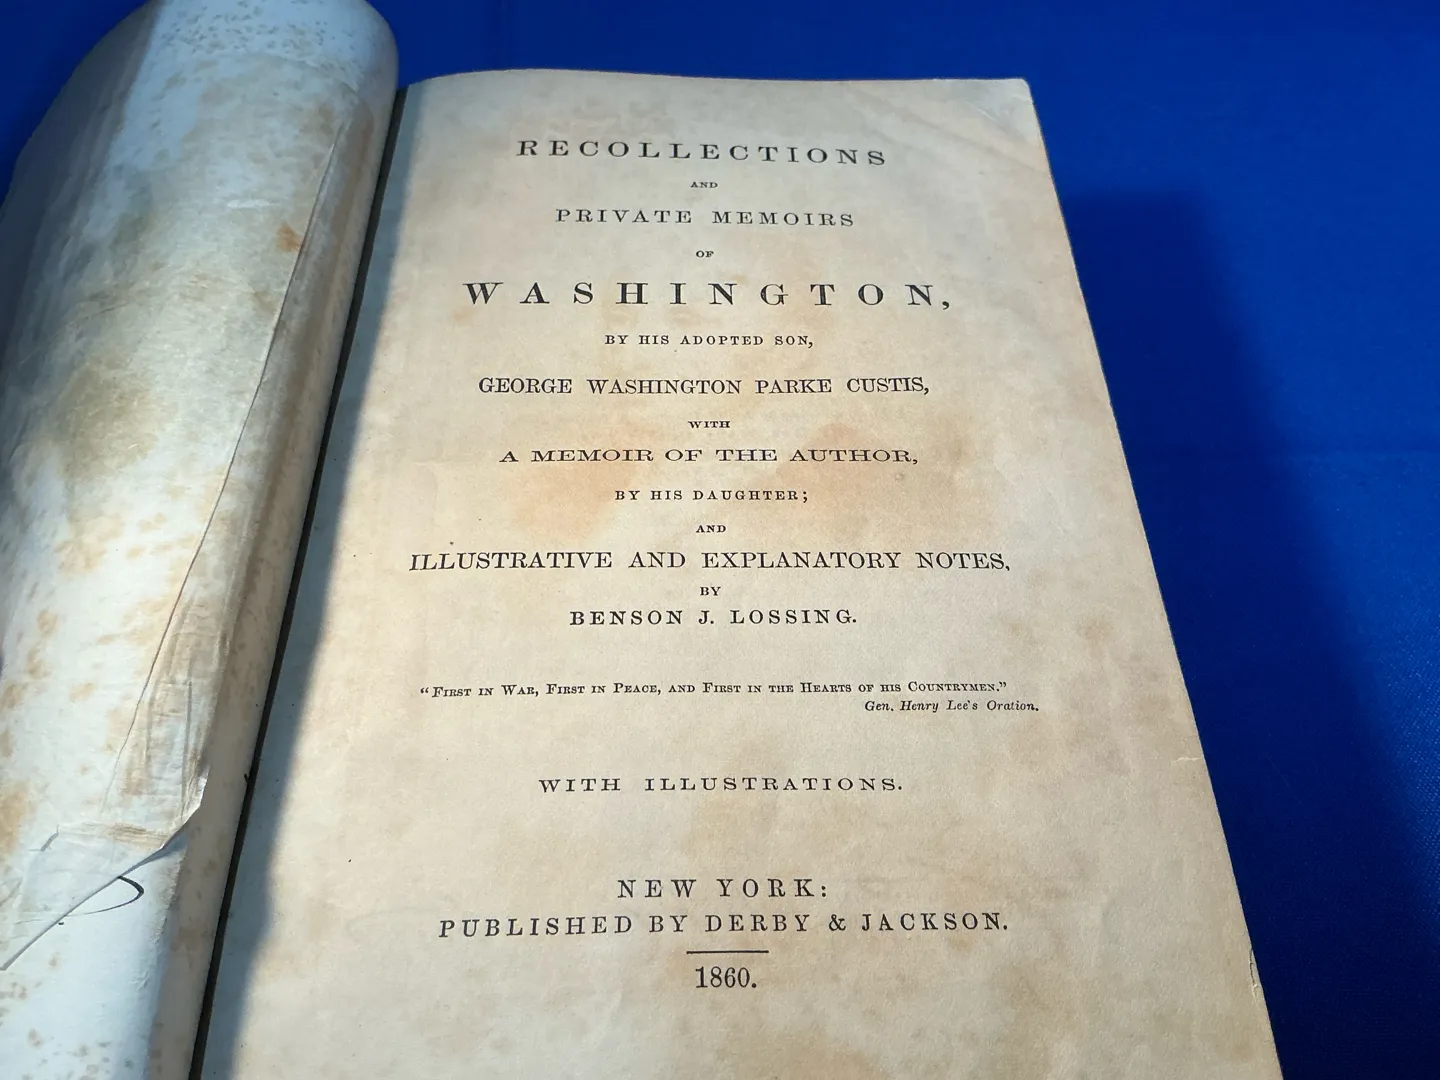 RECOLLECTIONS
AND
PRIVATE MEMOIRS
OF
WASHINGTON,
BY HIS ADOPTED SON,
GEORGE WASHINGTON PARKE CUSTIS,
WITH
A MEMOIR OF THE AUTHOR,
BY HIS DAUGHTER;
AND
ILLUSTRATIVE AND EXPLANATORY NOTES,
BY
BENSON J. LOSSING.
“First in War, First in Peace, and First in the Hearts of his Countrymen.”
Gen. Henry Lee's Oration.
WITH ILLUSTRATIONS.
NEW YORK:
PUBLISHED BY DERBY & JACKSON.
1860.